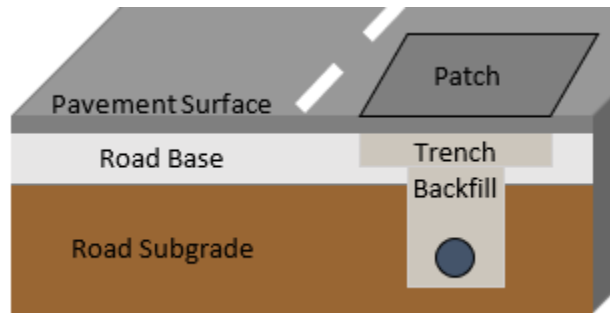 Patch
Pavement Surface
Road Base
Trench
Backfill
Road Subgrade